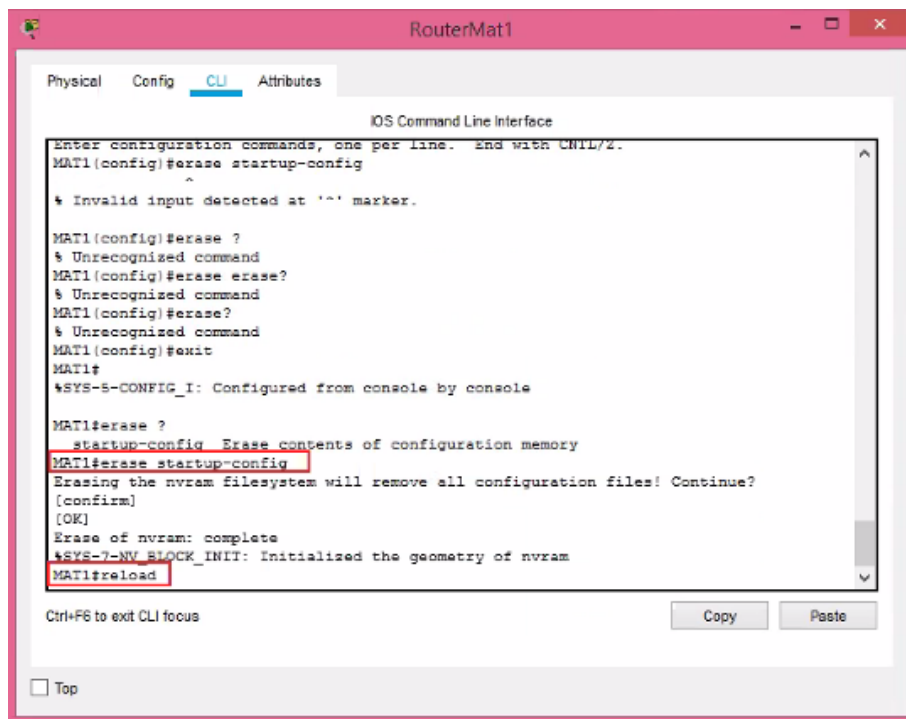 RouterMat1
Physical Config CLI Attributes
IOS Command Line Interface
Enter configuration commands, one per line. End with CNTL/Z.
MAT1(config)#erase startup-config
^
% Invalid input detected at '^' marker.
MAT1(config)#erase ?
% Unrecognized command
MAT1(config)#erase erase?
% Unrecognized command
MAT1(config)#erase?
% Unrecognized command
MAT1(config)#exit
MAT1#
%SYS-5-CONFIG_I: Configured from console by console
MAT1#erase ?
startup-config Erase contents of configuration memory
MAT1#erase startup-config
Erasing the nvram filesystem will remove all configuration files! Continue?
[confirm]
[OK]
Erase of nvram: complete
%SYS-7-NV_BLOCK_INIT: Initialized the geometry of nvram
MAT1#reload
Ctrl+F6 to exit CLI focus
Copy Paste
Top